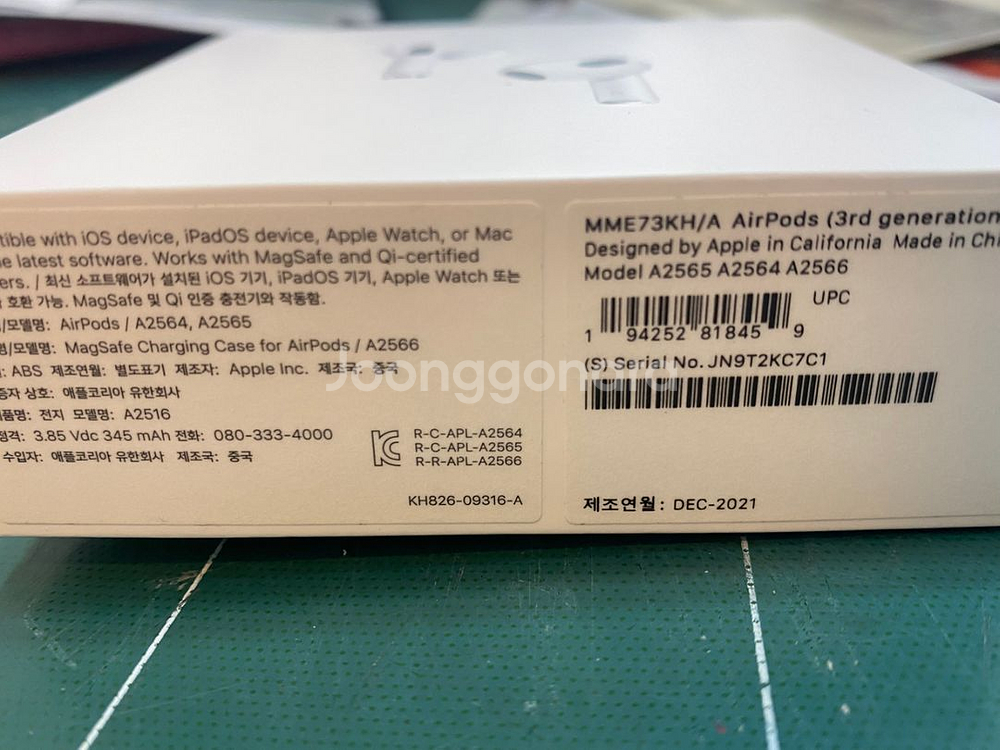 tible with iOS device, iPadOS device, Apple Watch, or Mac
e latest software. Works with MagSafe and Qi-certified
ers. / 최신 소프트웨어가 설치된 iOS 기기, iPadOS 기기, Apple Watch 또는
호환 가능. MagSafe 및 Qi 인증 충전기와 작동함.
/모델명: AirPods / A2564, A2565
/모델명: MagSafe Charging Case for AirPods / A2566
: ABS 제조연월: 별도표기 제조자: Apple Inc. 제조국: 중국
증자 상호: 애플코리아 유한회사
품명: 전지 모델명: A2516
정격: 3.85 Vdc 345 mAh 전화: 080-333-4000
수입자: 애플코리아 유한회사 제조국: 중국
R-C-APL-A2564
R-C-APL-A2565
R-R-APL-A2566
KH826-09316-A
MME73KH/A AirPods (3rd generation
Designed by Apple in California Made in Chi
Model A2565 A2564 A2566
UPC
1 94252 81845 9
(S) Serial No. JN9T2KC7C1
제조연월: DEC-2021
Joonggonara